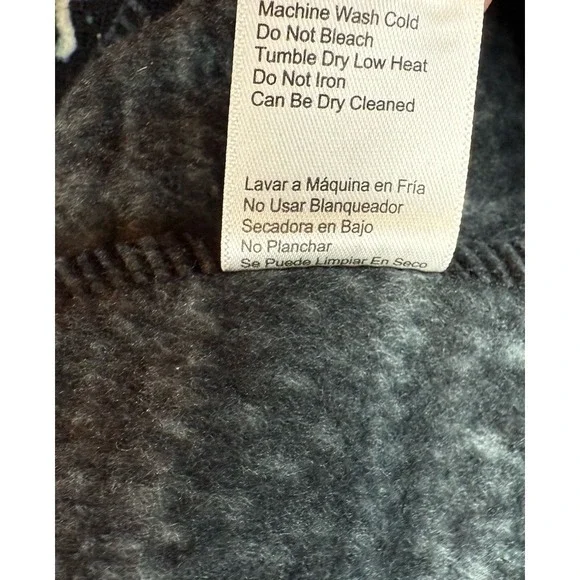 Machine Wash Cold
Do Not Bleach
Tumble Dry Low Heat
Do Not Iron
Can Be Dry Cleaned
Lavar a Máquina en Fría
No Usar Blanqueador
Secadora en Bajo
No Planchar
Se Puede Limpiar En Seco